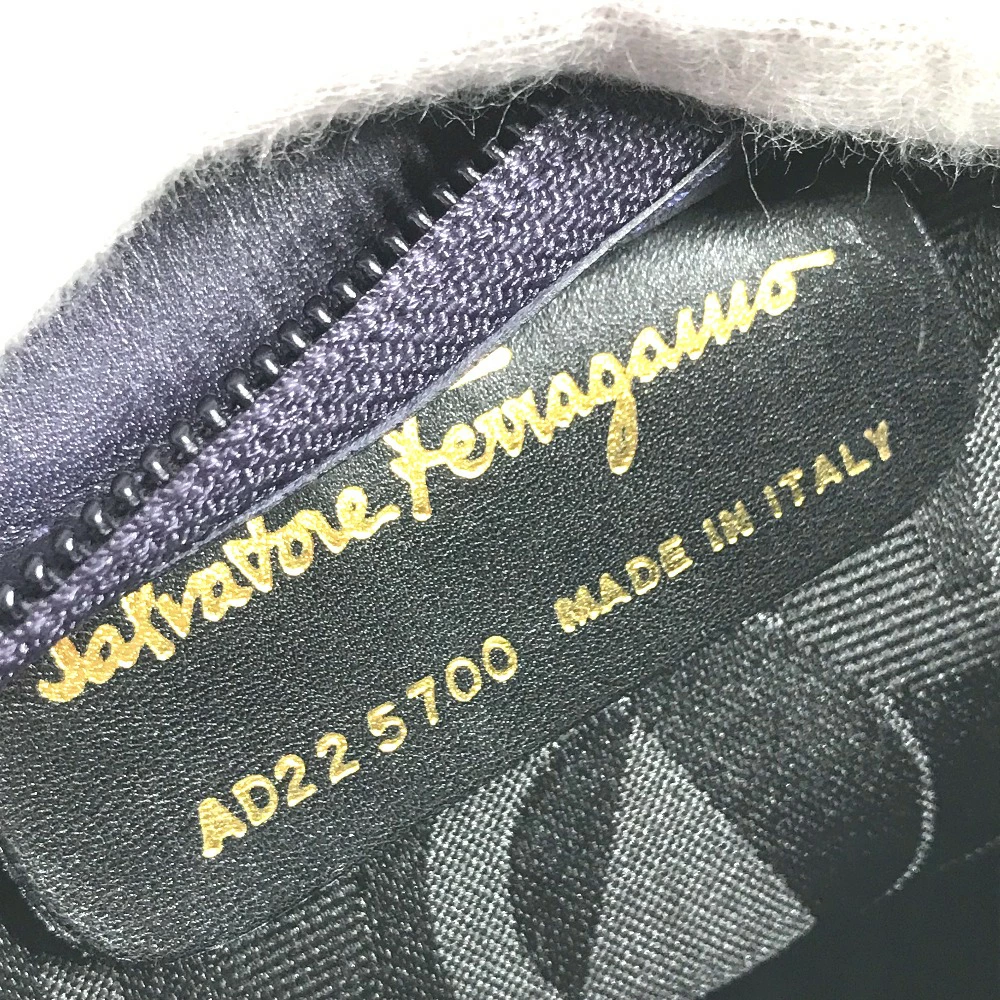 Salvatore Ferragamo
AD22 5700 MADE IN ITALY